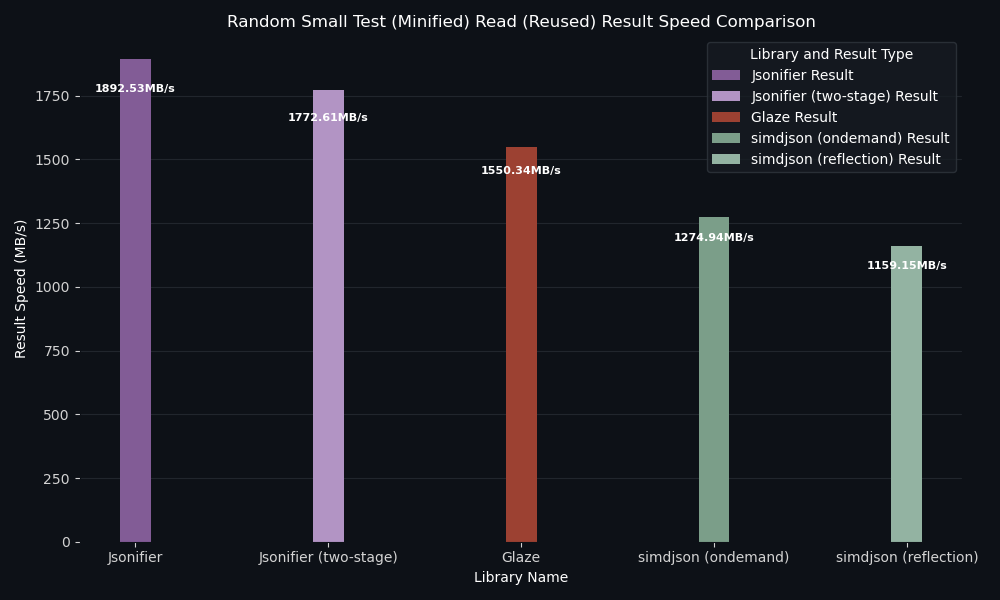 Random Small Test (Minified) Read (Reused) Result Speed Comparison
Library and Result Type
Jsonifier Result
Jsonifier (two-stage) Result
Glaze Result
simdjson (ondemand) Result
simdjson (reflection) Result
1892.53MB/s
1772.61MB/s
1550.34MB/s
1274.94MB/s
1159.15MB/s
Result Speed (MB/s)
1750
1500
1250
1000
750
500
250
0
Jsonifier
Jsonifier (two-stage)
Glaze
simdjson (ondemand)
simdjson (reflection)
Library Name